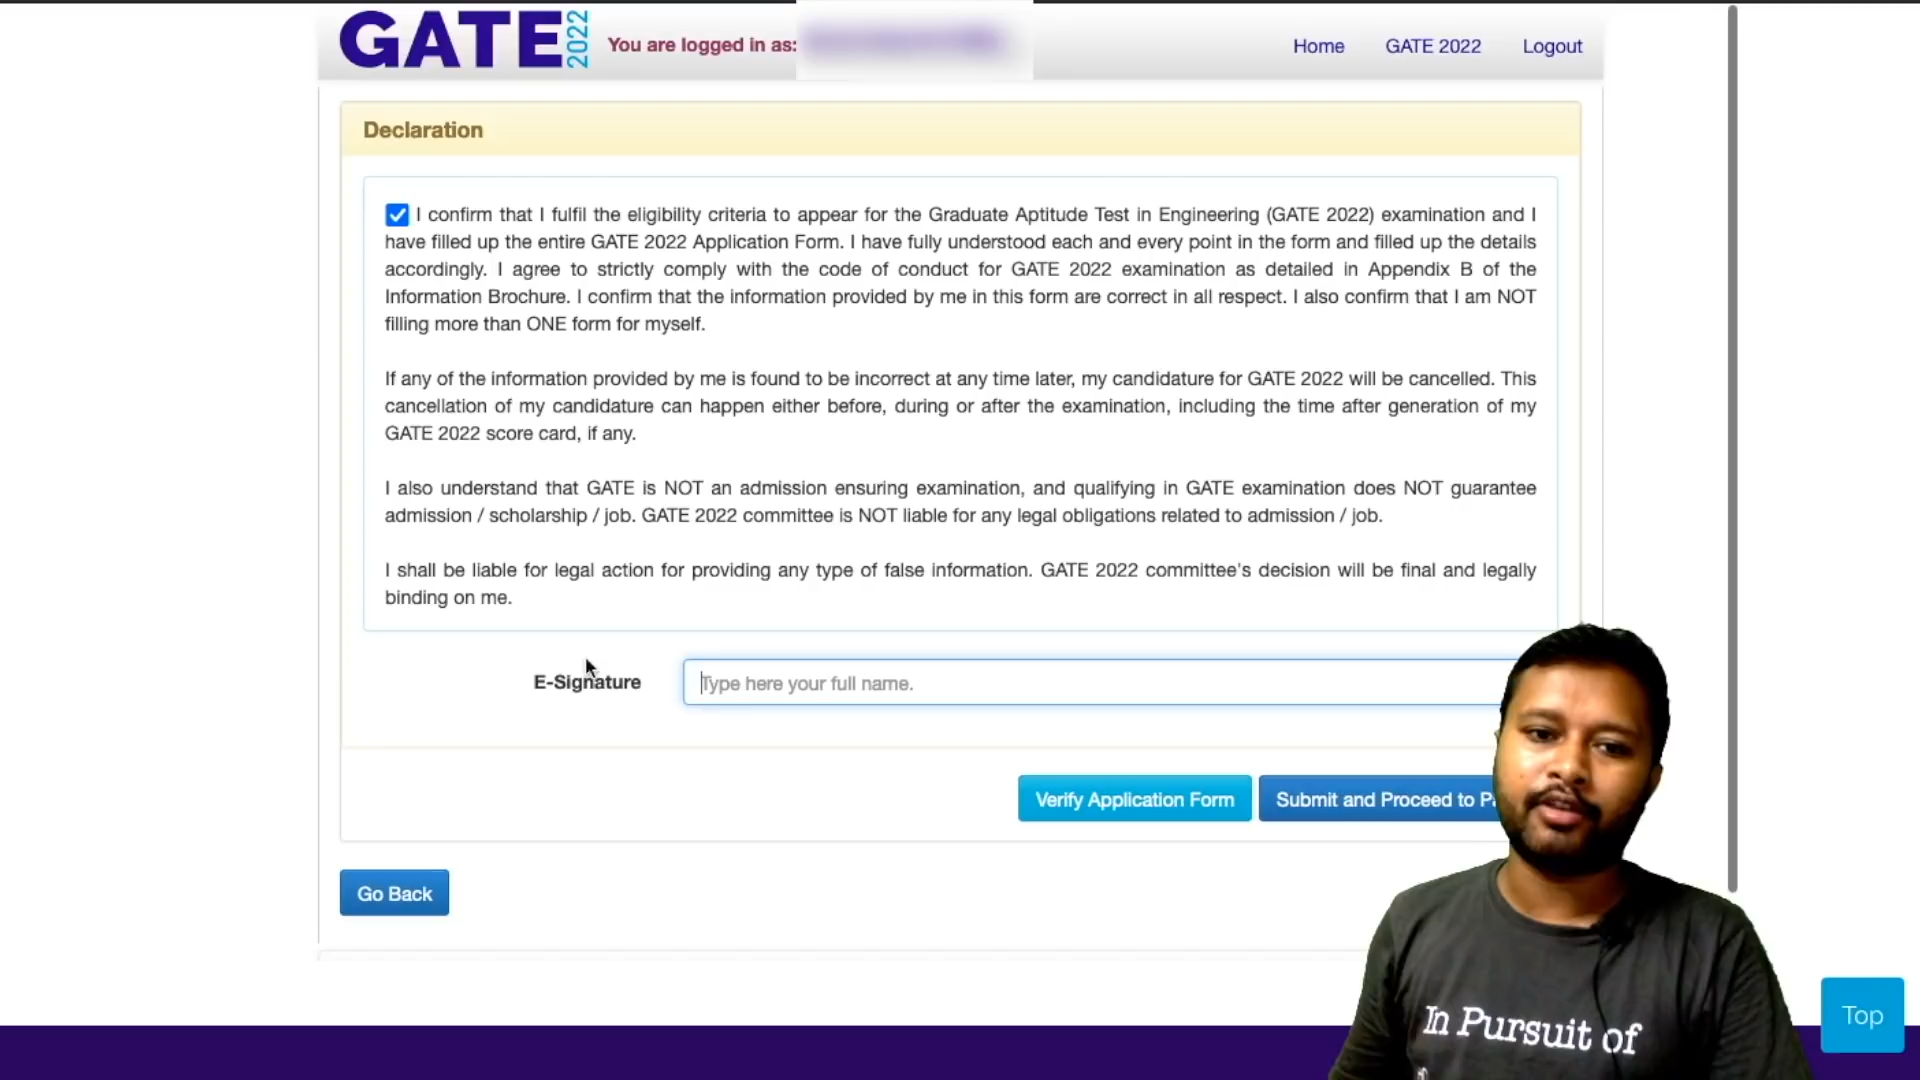 GATE 2022
You are logged in as:
Home GATE 2022 Logout
Declaration
I confirm that I fulfil the eligibility criteria to appear for the Graduate Aptitude Test in Engineering (GATE 2022) examination and I
have filled up the entire GATE 2022 Application Form. I have fully understood each and every point in the form and filled up the details
accordingly. I agree to strictly comply with the code of conduct for GATE 2022 examination as detailed in Appendix B of the
Information Brochure. I confirm that the information provided by me in this form are correct in all respect. I also confirm that I am NOT
filling more than ONE form for myself.
If any of the information provided by me is found to be incorrect at any time later, my candidature for GATE 2022 will be cancelled. This
cancellation of my candidature can happen either before, during or after the examination, including the time after generation of my
GATE 2022 score card, if any.
I also understand that GATE is NOT an admission ensuring examination, and qualifying in GATE examination does NOT guarantee
admission / scholarship / job. GATE 2022 committee is NOT liable for any legal obligations related to admission / job.
I shall be liable for legal action for providing any type of false information. GATE 2022 committee's decision will be final and legally
binding on me.
E-Signature
Type here your full name.
Verify Application Form
Submit and Proceed to
Go Back
In Pursuit of
Top